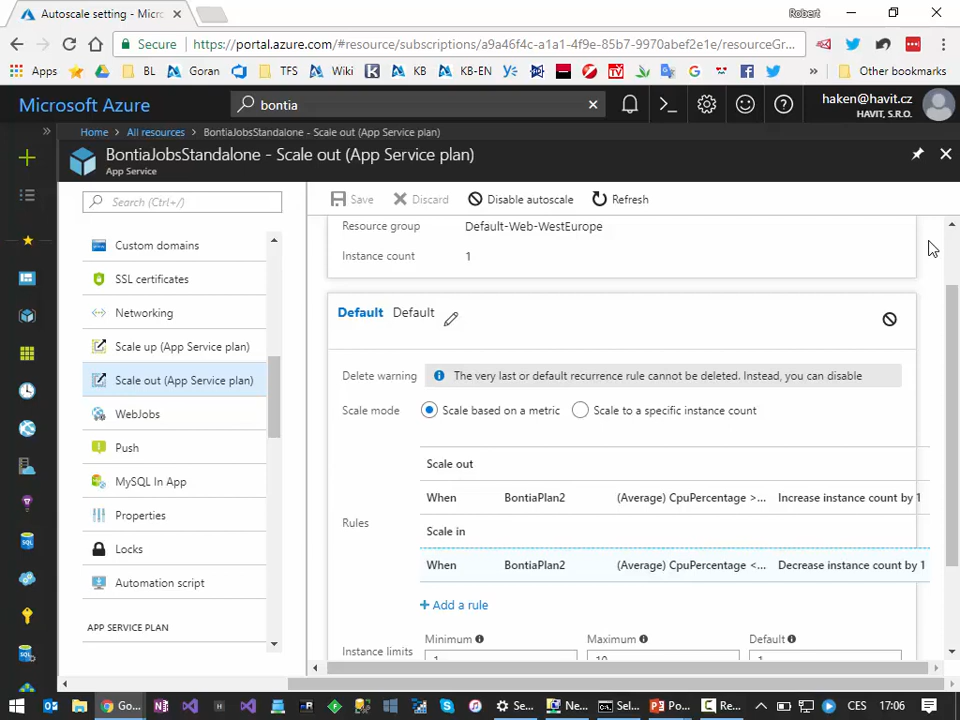 Autoscale setting - Micro
Robert
Secure
https://portal.azure.com/#resource/subscriptions/a9a46f4c-a1a1-4f9e-85b7-9970abef2e1e/resourceGr...
Apps
BL
Goran
TFS
Wiki
KB
KB-EN
Other bookmarks
Microsoft Azure
bontia
haken@havit.cz
HAVIT, S.R.O.
Home
All resources
BontiaJobsStandalone - Scale out (App Service plan)
BontiaJobsStandalone - Scale out (App Service plan)
App Service
Search (Ctrl+/)
Save
Discard
Disable autoscale
Refresh
Custom domains
SSL certificates
Networking
Scale up (App Service plan)
Scale out (App Service plan)
WebJobs
Push
MySQL In App
Properties
Locks
Automation script
APP SERVICE PLAN
Resource group Default-Web-WestEurope
Instance count 1
Default Default
Delete warning The very last or default recurrence rule cannot be deleted. Instead, you can disable
Scale mode Scale based on a metric Scale to a specific instance count
Rules
Scale out
When BontiaPlan2 (Average) CpuPercentage >... Increase instance count by 1
Scale in
When BontiaPlan2 (Average) CpuPercentage <... Decrease instance count by 1
+ Add a rule
Instance limits
Minimum Maximum Default
1 10 1
Go...
Se...
Ne...
Sel...
Po...
Re...
CES
17:06